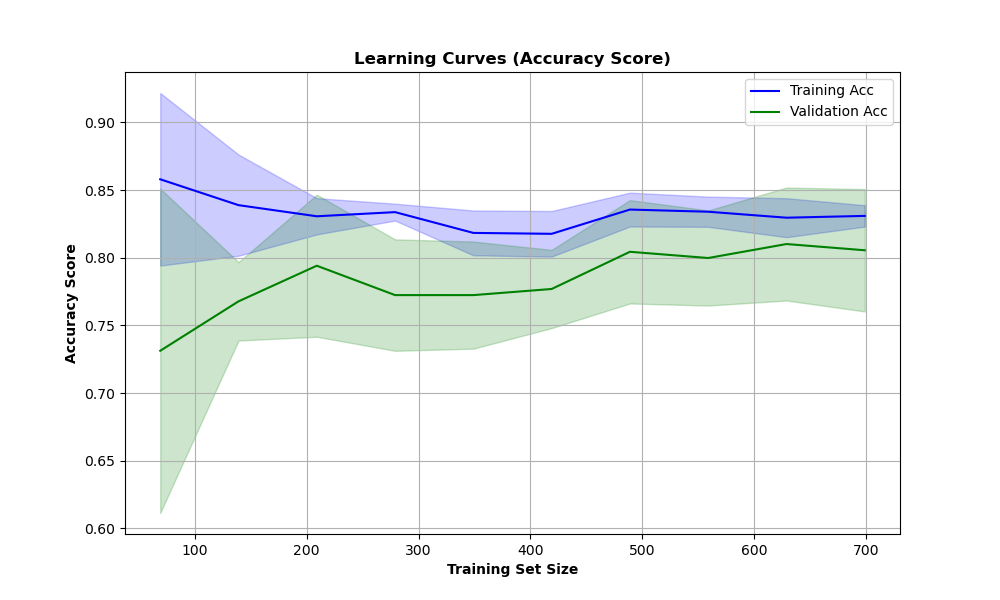 Learning Curves (Accuracy Score)
Training Acc
Validation Acc
0.90
0.85
0.80
0.75
0.70
0.65
0.60
Accuracy Score
100 200 300 400 500 600 700
Training Set Size